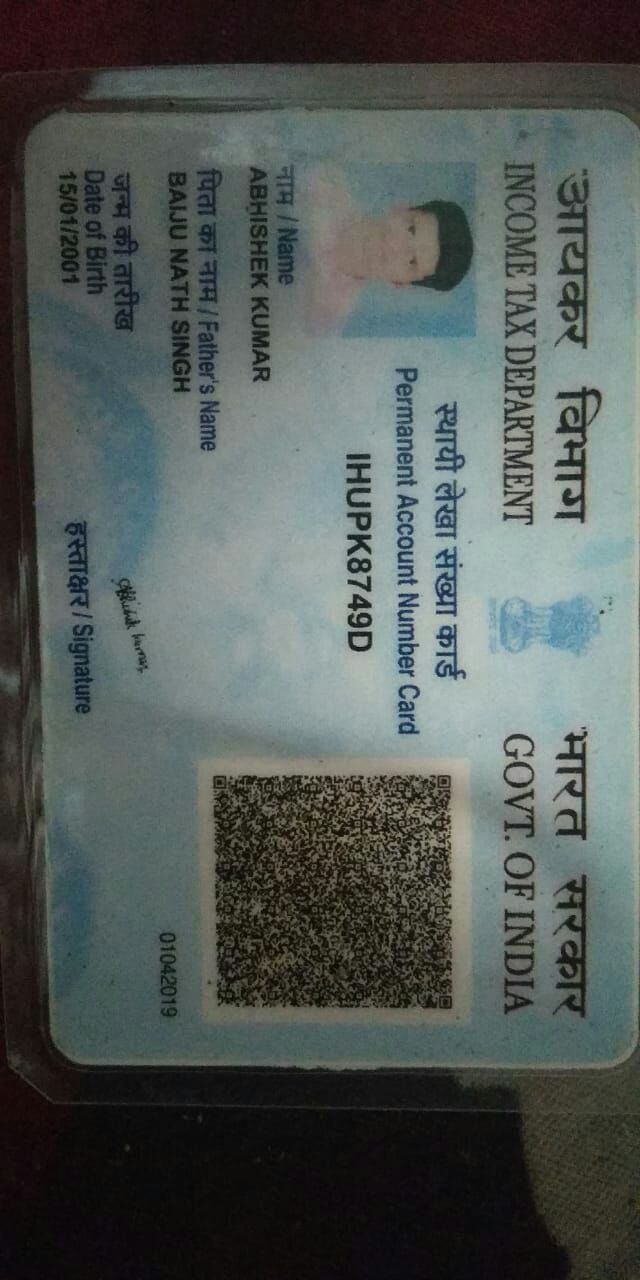 आयकर विभाग
INCOME TAX DEPARTMENT
भारत सरकार
GOVT. OF INDIA
स्थायी लेखा संख्या कार्ड
Permanent Account Number Card
IHUPK8749D
नाम / Name
ABHISHEK KUMAR
पिता का नाम / Father's Name
BAIJU NATH SINGH
जन्म की तारीख
Date of Birth
15/01/2001
Abhishek kumar
हस्ताक्षर / Signature
01042019